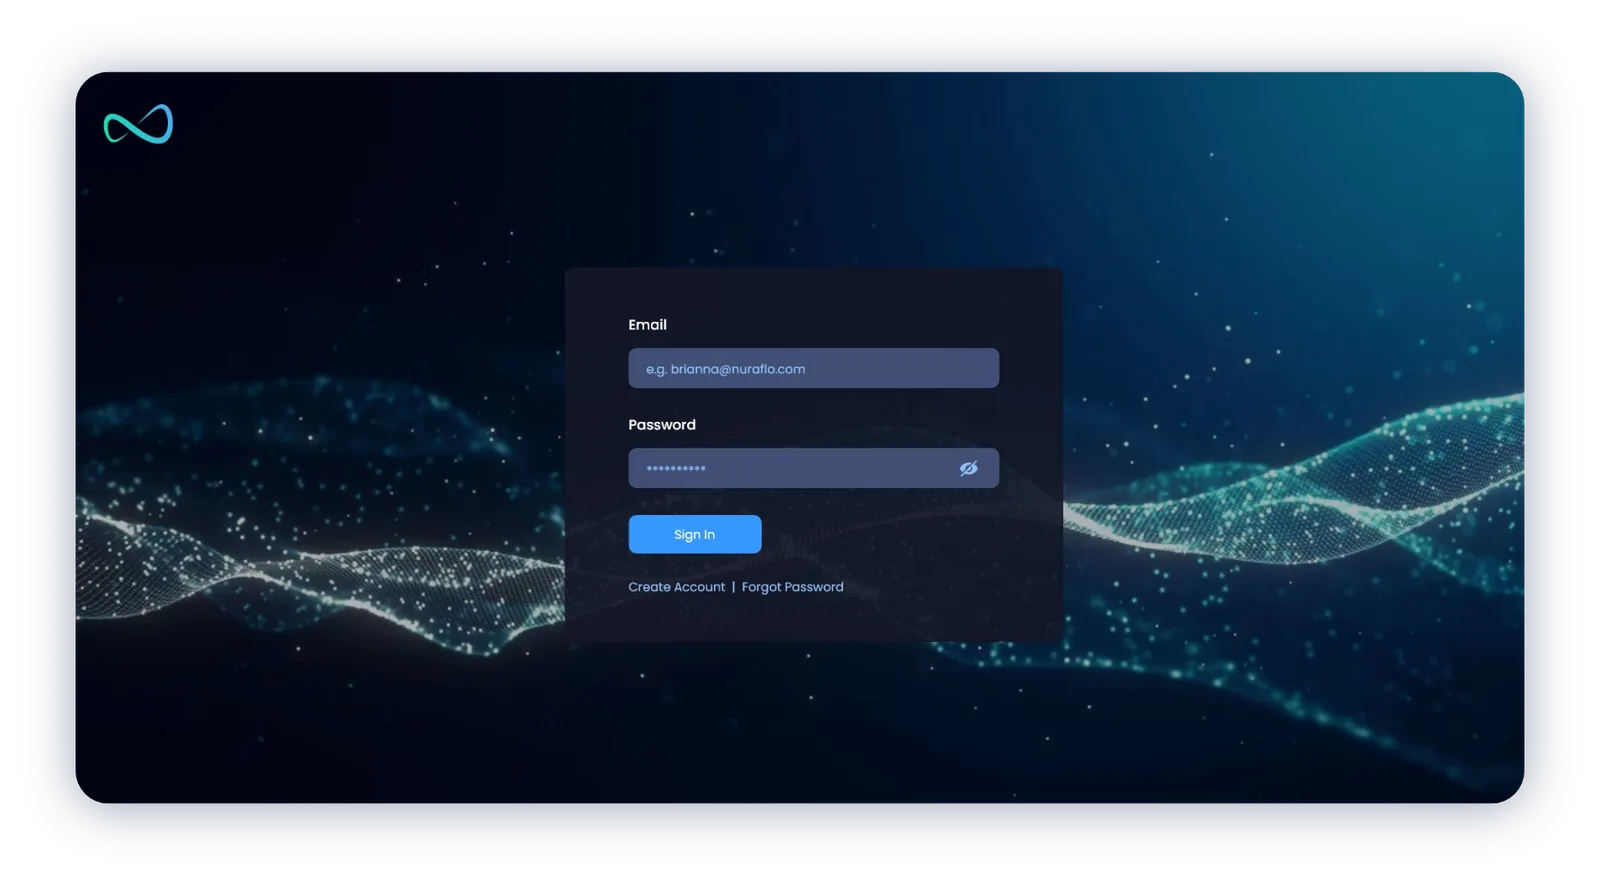 Email
e.g. brianna@nuraflo.com
Password
**********
Sign In
Create Account | Forgot Password